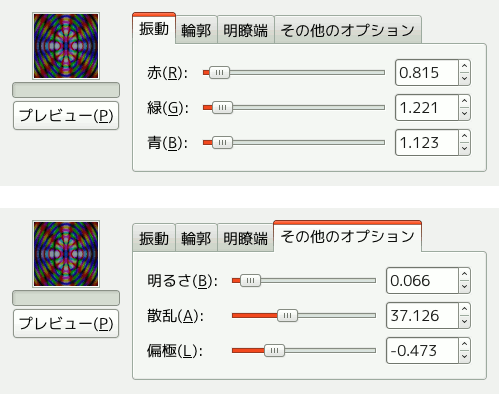 振動 輪郭 明瞭端 その他のオプション
赤(R): 0.815
緑(G): 1.221
プレビュー(P)
青(B): 1.123
振動 輪郭 明瞭端 その他のオプション
明るさ(B): 0.066
散乱(A): 37.126
プレビュー(P)
偏極(L): -0.473